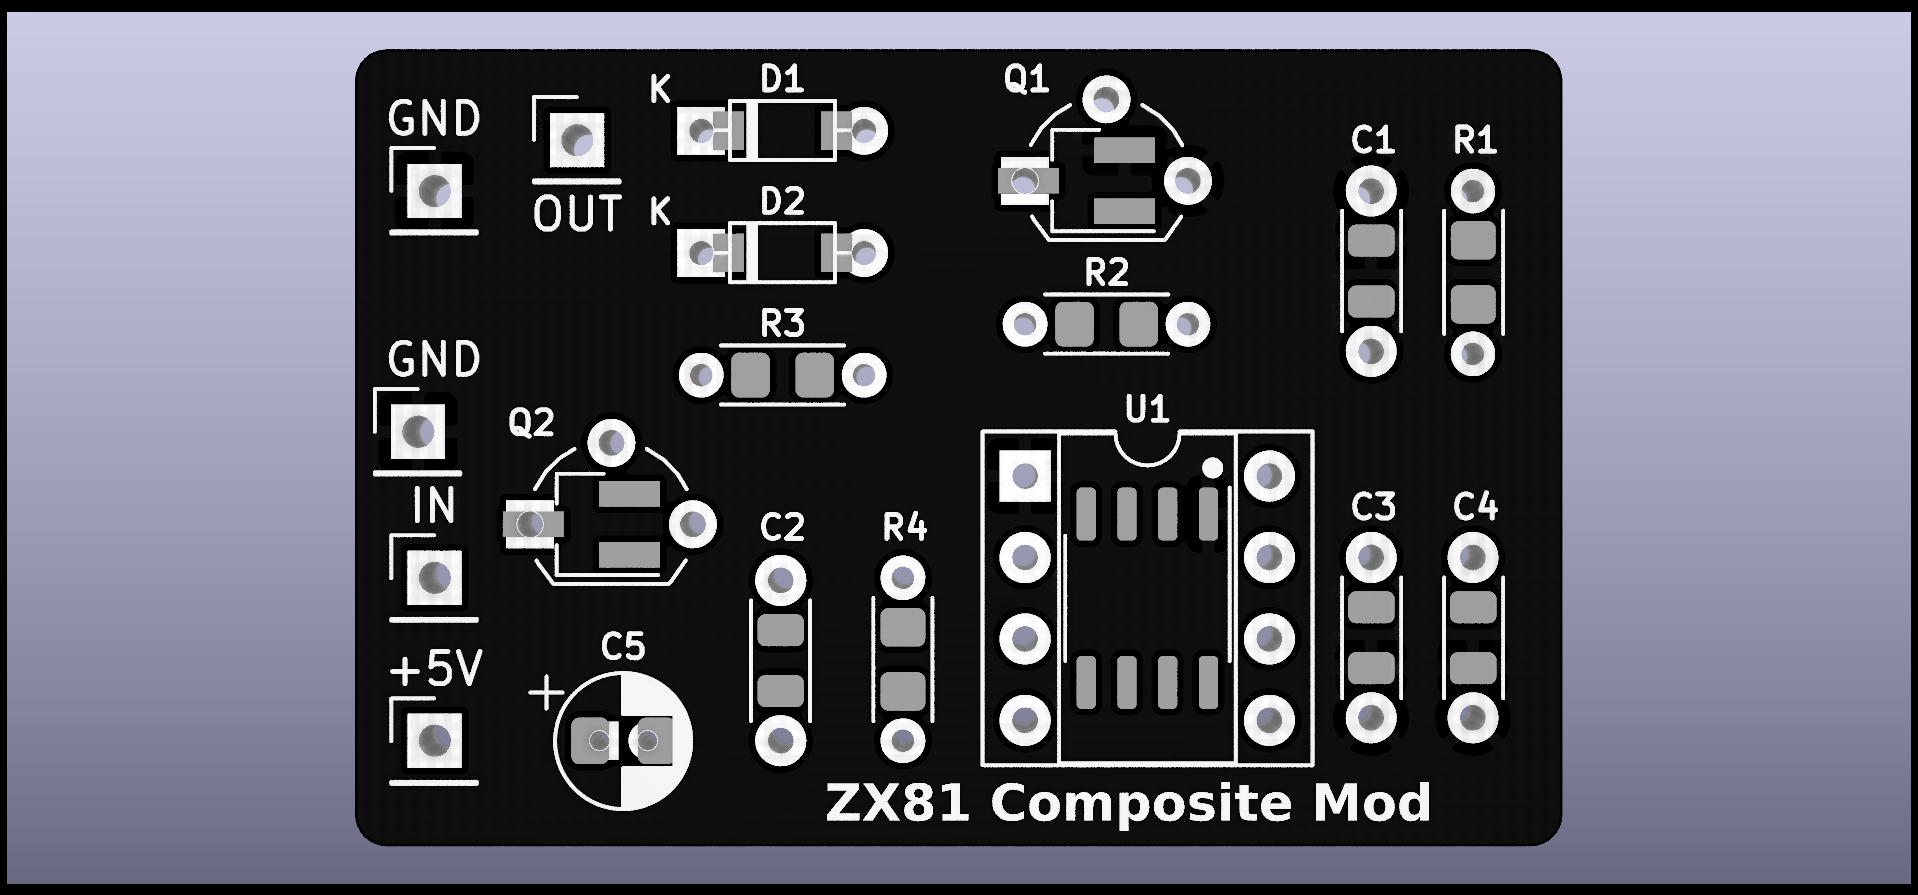 D1
Q1
K
GND
C1
R1
D2
K
OUT
R2
R3
GND
U1
Q2
IN
C2
R4
C3
C4
C5
+5V
+
ZX81 Composite Mod